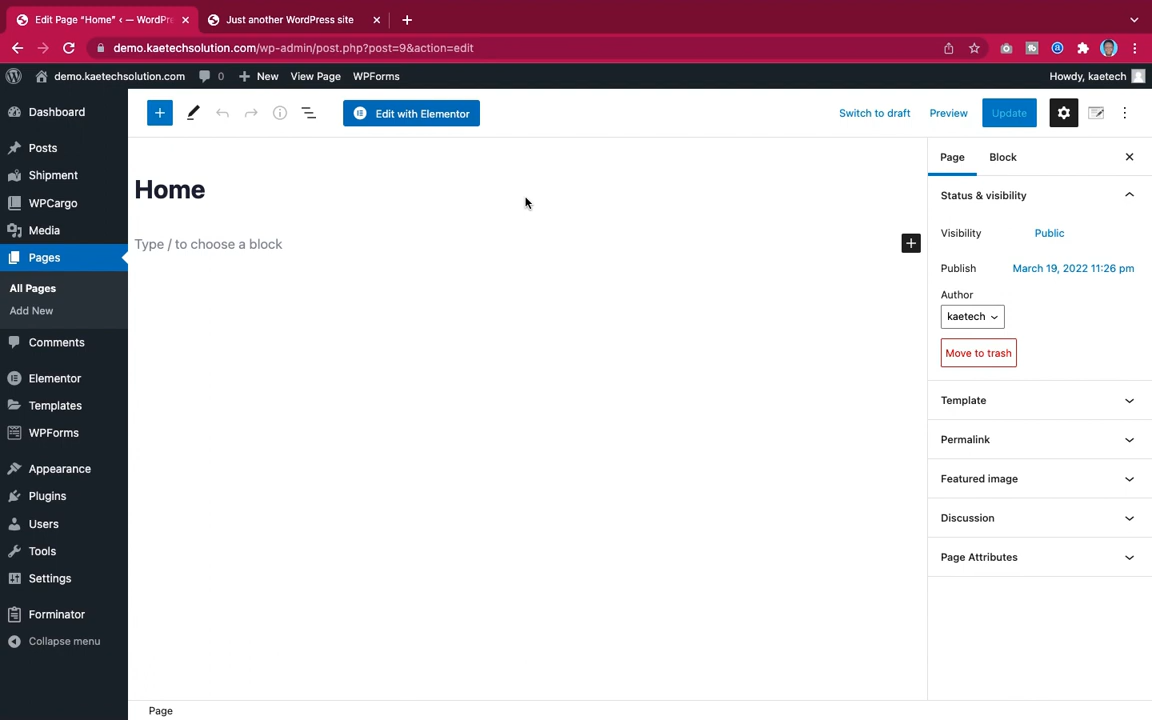 Edit Page “Home” ‹ — WordPre
Just another WordPress site
demo.kaetechsolution.com/wp-admin/post.php?post=9&action=edit
demo.kaetechsolution.com
0
New
View Page
WPForms
Howdy, kaetech
Dashboard
Posts
Shipment
WPCargo
Media
Pages
All Pages
Add New
Comments
Elementor
Templates
WPForms
Appearance
Plugins
Users
Tools
Settings
Forminator
Collapse menu
Edit with Elementor
Switch to draft
Preview
Update
Home
Type / to choose a block
Page
Block
Status & visibility
Visibility
Public
Publish
March 19, 2022 11:26 pm
Author
kaetech
Move to trash
Template
Permalink
Featured image
Discussion
Page Attributes
Page